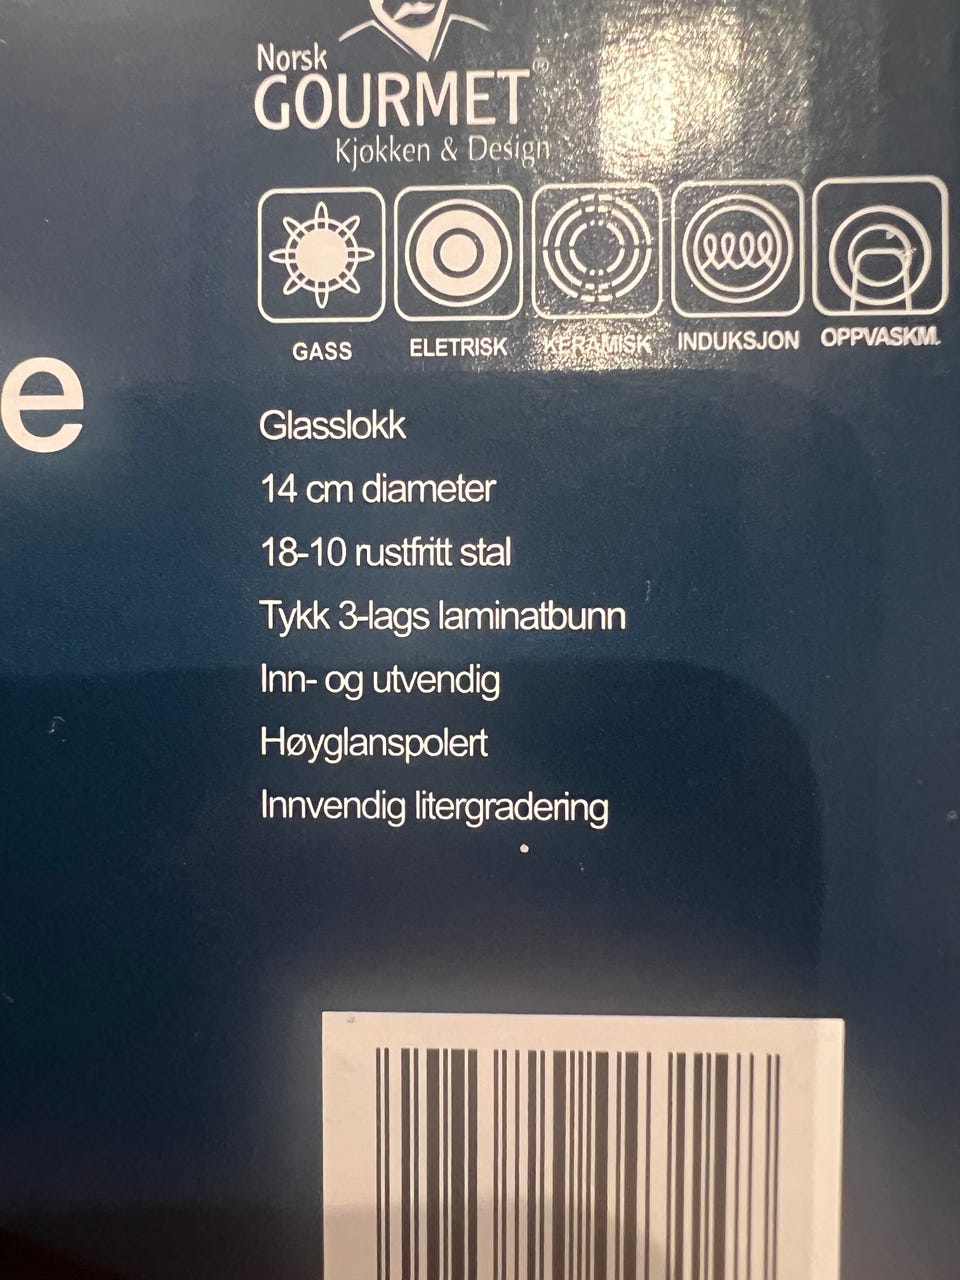 Norsk
GOURMET®
Kjøkken & Design
GASS ELETRISK KERAMISK INDUKSJON OPPVASKM.
e
Glasslokk
14 cm diameter
18-10 rustfritt stal
Tykk 3-lags laminatbunn
Inn- og utvendig
Høyglanspolert
Innvendig litergradering